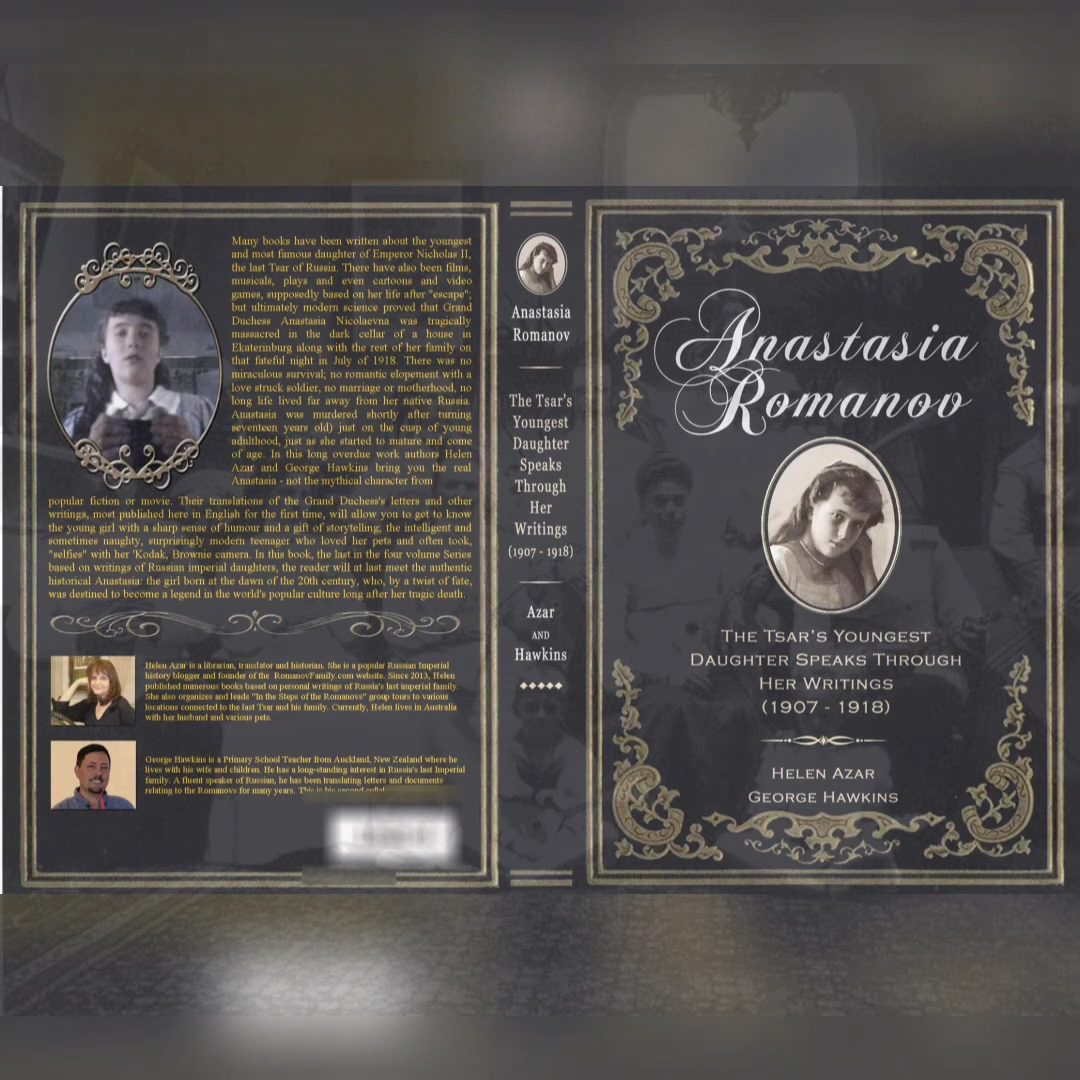 Many books have been written about the youngest
and most famous daughter of Emperor Nicholas II,
the last Tsar of Russia. There have also been films,
musicals, plays and even cartoons and video
games, supposedly based on her life after "escape";
but ultimately modern science proved that Grand
Duchess Anastasia Nicolaevna was tragically
massacred in the dark cellar of a house in
Ekaterinburg along with the rest of her family on
that fateful night in July of 1918. There was no
miraculous survival; no romantic elopement with a
love struck soldier, no marriage or motherhood, no
long life lived far away from her native Russia.
Anastasia was murdered shortly after turning
seventeen years old) just on the cusp of young
adulthood, just as she started to mature and come
of age. In this long overdue work authors Helen
Azar and George Hawkins bring you the real
Anastasia - not the mythical character from
popular fiction or movie. Their translations of the Grand Duchess's letters and other
writings, most published here in English for the first time, will allow you to get to know
the young girl with a sharp sense of humour and a gift of storytelling, the intelligent and
sometimes naughty, surprisingly modern teenager who loved her pets and often took,
"selfies" with her 'Kodak, Brownie camera. In this book, the last in the four volume Series
based on writings of Russian imperial daughters, the reader will at last meet the authentic
historical Anastasia: the girl born at the dawn of the 20th century, who, by a twist of fate,
was destined to become a legend in the world's popular culture long after her tragic death.
Helen Azar is a librarian, translator and historian. She is a popular Russian Imperial
history blogger and founder of the RomanovFamily.com website. Since 2013, Helen
published numerous books based on personal writings of Russia's last imperial family.
She also organizes and leads "In the Steps of the Romanovs" group tours to various
locations connected to the last Tsar and his family. Currently, Helen lives in Australia
with her husband and various pets.
George Hawkins is a Primary School Teacher from Auckland, New Zealand where he
lives with his wife and children. He has a long-standing interest in Russia's last Imperial
family. A fluent speaker of Russian, he has been translating letters and documents
relating to the Romanovs for many years. This is his second
Anastasia
Romanov
The Tsar's
Youngest
Daughter
Speaks
Through
Her
Writings
(1907 - 1918)
Azar
AND
Hawkins
Anastasia
Romanov
THE TSAR'S YOUNGEST
DAUGHTER SPEAKS THROUGH
HER WRITINGS
(1907 - 1918)
HELEN AZAR
GEORGE HAWKINS